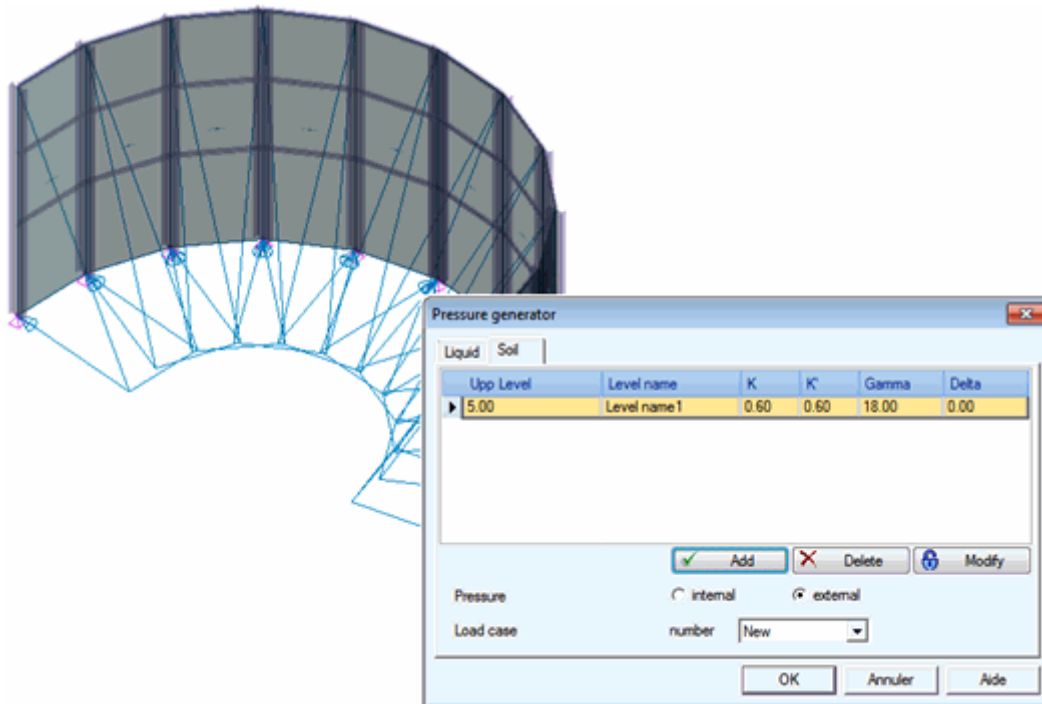 Pressure generator
Liquid Soil
Upp Level Level name K K' Gamma Delta
5.00 Level name1 0.60 0.60 18.00 0.00
Add Delete Modify
Pressure internal external
Load case number New
OK Annuler Aide